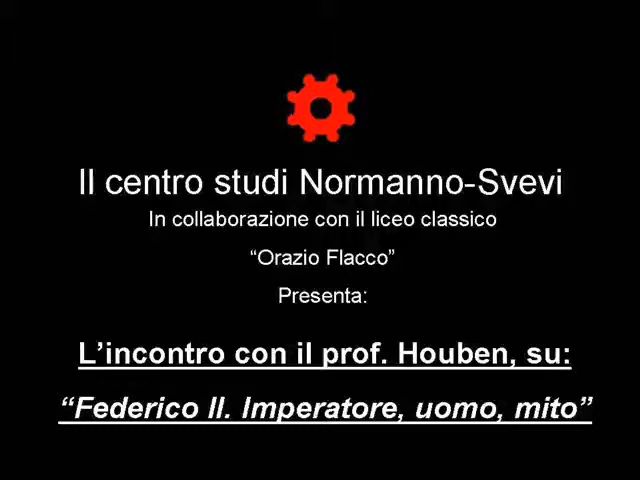 Il centro studi Normanno-Svevi
In collaborazione con il liceo classico
“Orazio Flacco”
Presenta:
L’incontro con il prof. Houben, su:
“Federico II. Imperatore, uomo, mito”